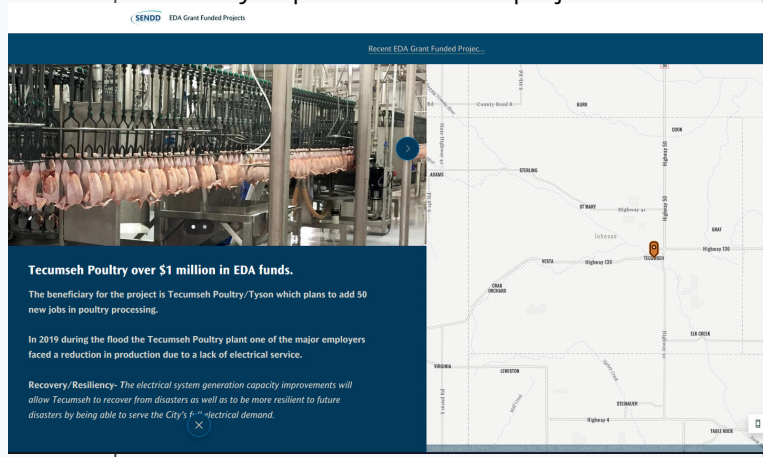 SENDD EDA Grant Funded Projects
Recent EDA Grant Funded Projec...
Tecumseh Poultry over $1 million in EDA funds.
The beneficiary for the project is Tecumseh Poultry/Tyson which plans to add 50
new jobs in poultry processing.
In 2019 during the flood the Tecumseh Poultry plant one of the major employers
faced a reduction in production due to a lack of electrical service.
Recovery/Resiliency- The electrical system generation capacity improvements will
allow Tecumseh to recover from disasters as well as to be more resilient to future
disasters by being able to serve the City's full electrical demand.
County Road R
BURR
COOK
Highway 50
ADAMS
STERLING
ST MARY
Highway 41
Highway 50
Johnson
GRAF
Highway 136
VESTA
Highway 136
TECUMSEH
CRAB
ORCHARD
ELK CREEK
VIRGINIA
LEWISTON
STEINAUER
Highway 4
TABLE ROCK